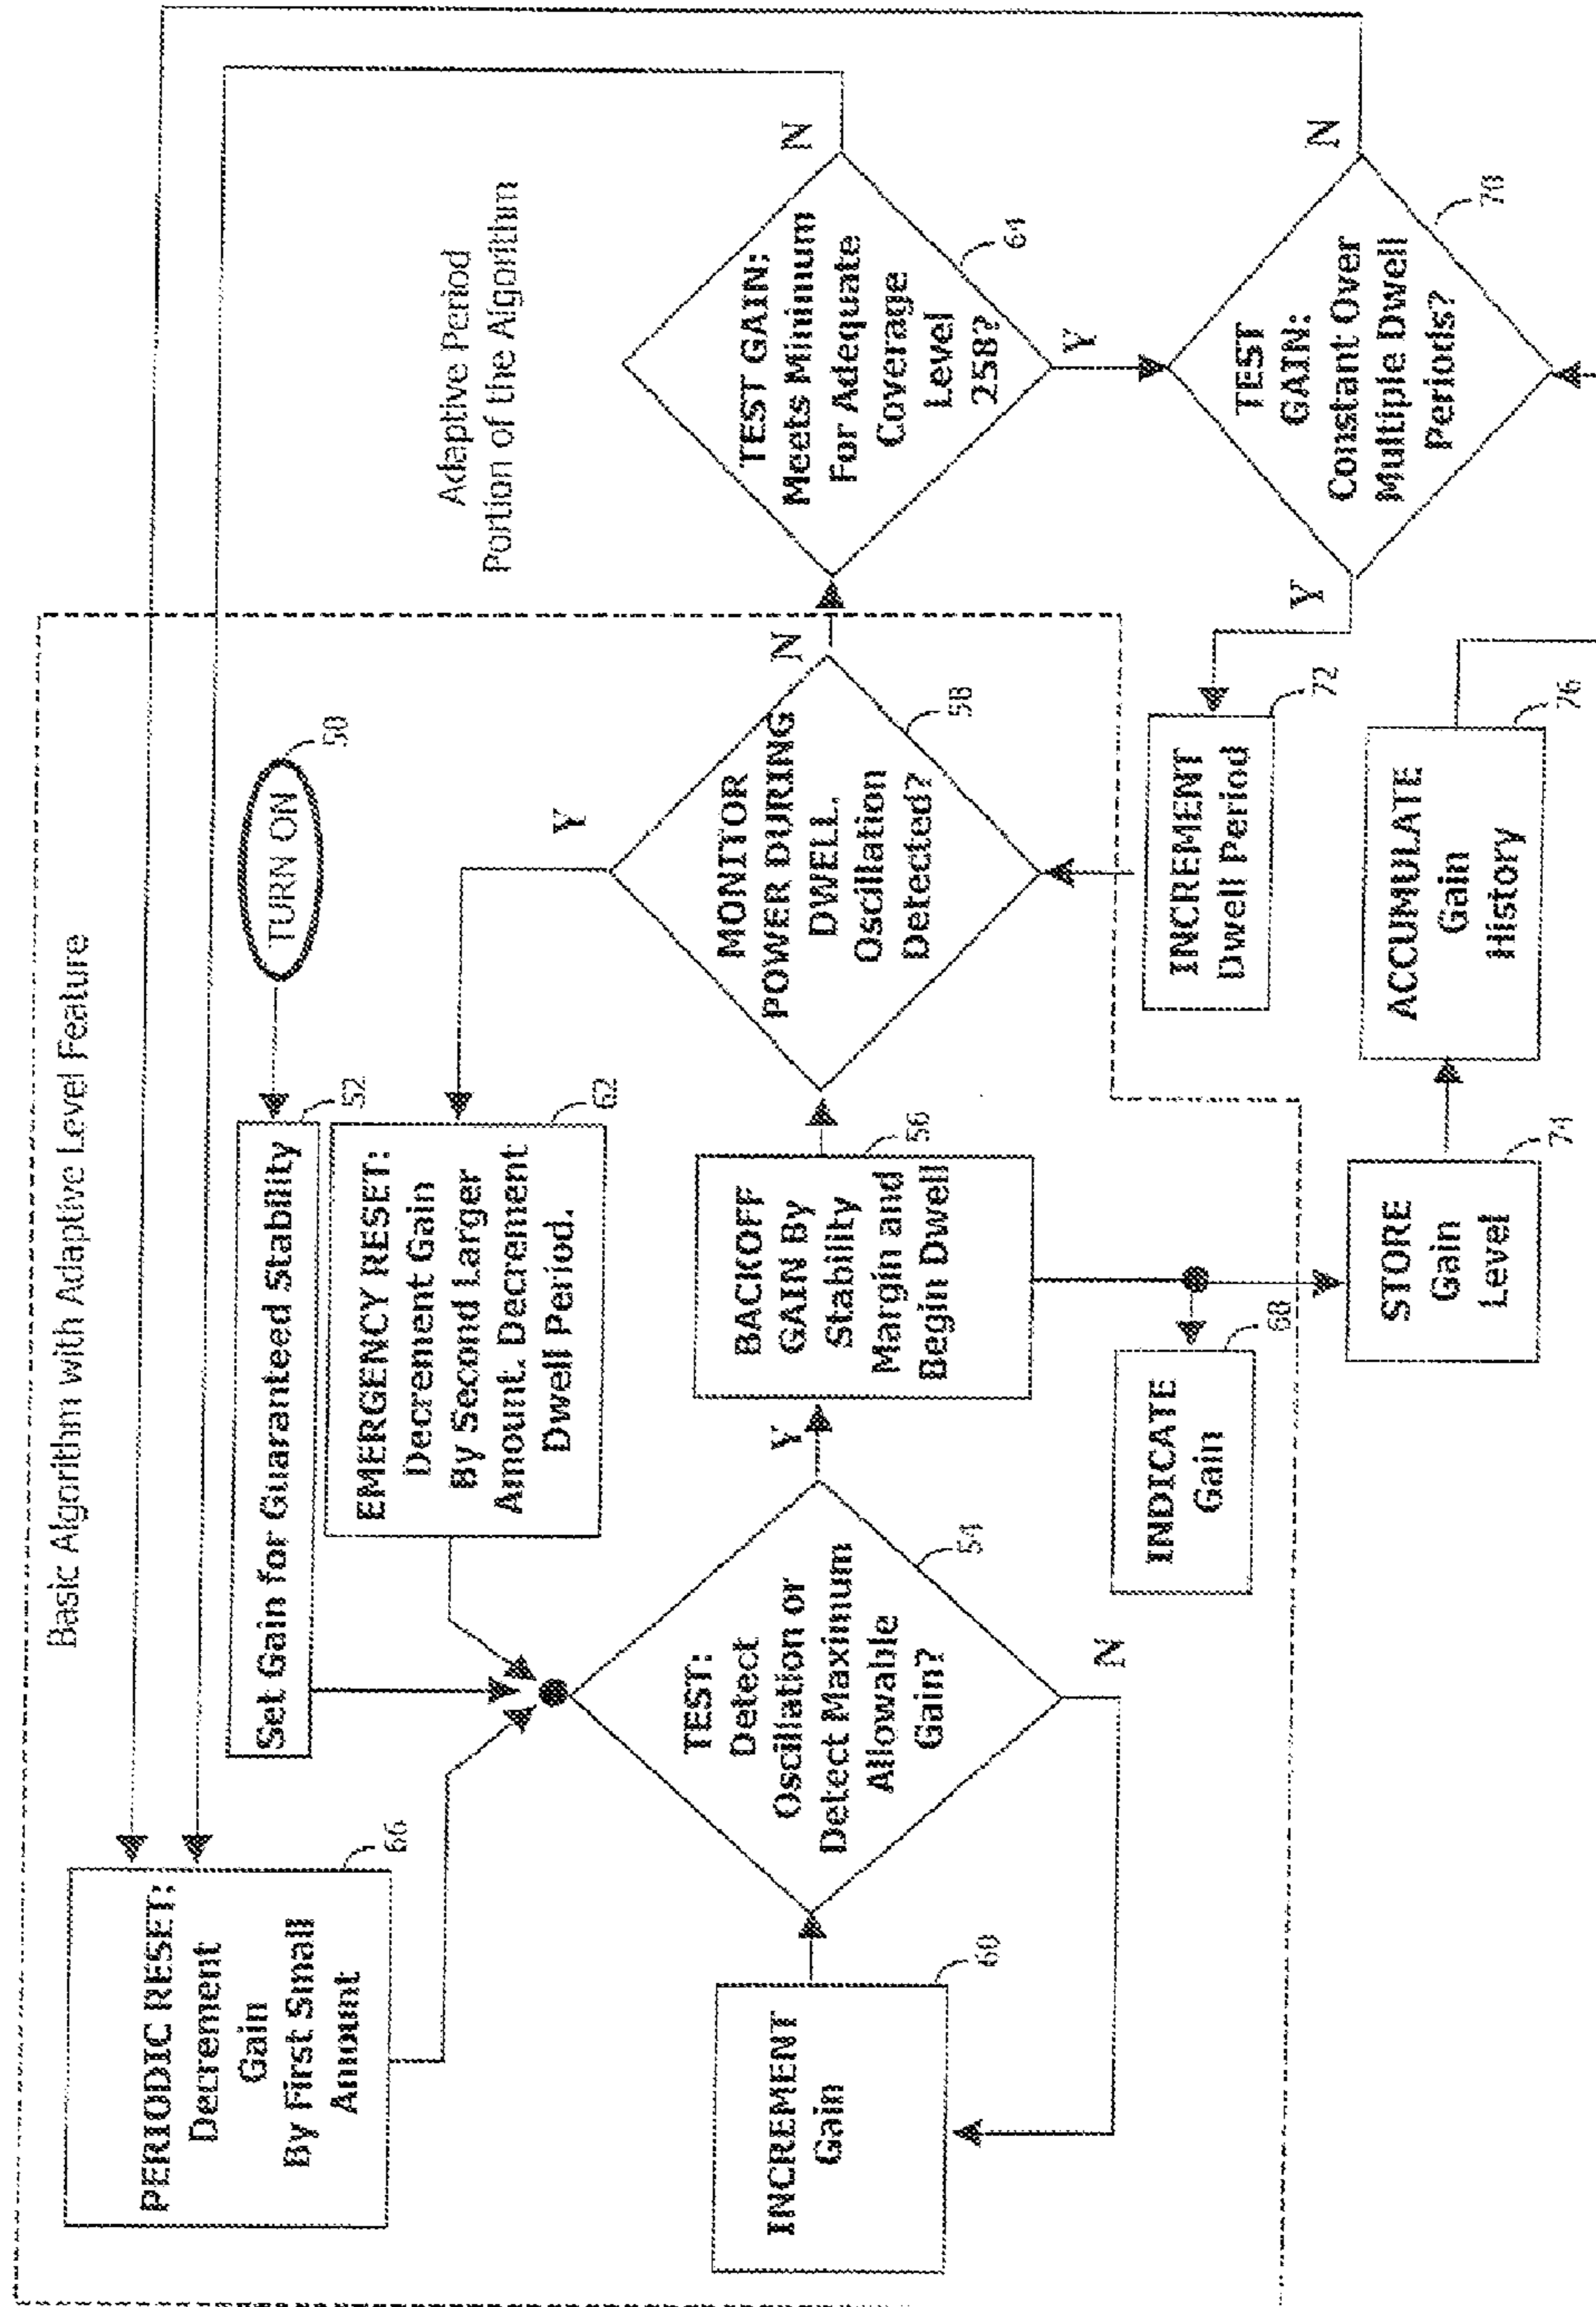 Basic Algorithm with Adaptive Level Feature
PERIODIC RESET:
Decrement
Gain
By First Small
Amount
66
Set Gain for Guaranteed Stability
52
TURN ON
50
EMERGENCY RESET:
Decrement Gain
By Second Larger
Amount. Decrement
Dwell Period.
62
Adaptive Period
Portion of the Algorithm
INCREMENT
Gain
60
TEST:
Detect
Oscillation or
Detect Maximum
Allowable
Gain?
54
Y
N
BACKOFF
GAIN By
Stability
Margin and
Begin Dwell
56
MONITOR
POWER DURING
DWELL.
Oscillation
Detected?
58
Y
N
TEST GAIN:
Meets Minimum
For Adequate
Coverage
Level
258?
64
N
Y
INDICATE
Gain
68
INCREMENT
Dwell Period
72
TEST
GAIN:
Constant Over
Multiple Dwell
Periods?
70
Y
N
STORE
Gain
Level
74
ACCUMULATE
Gain
History
76